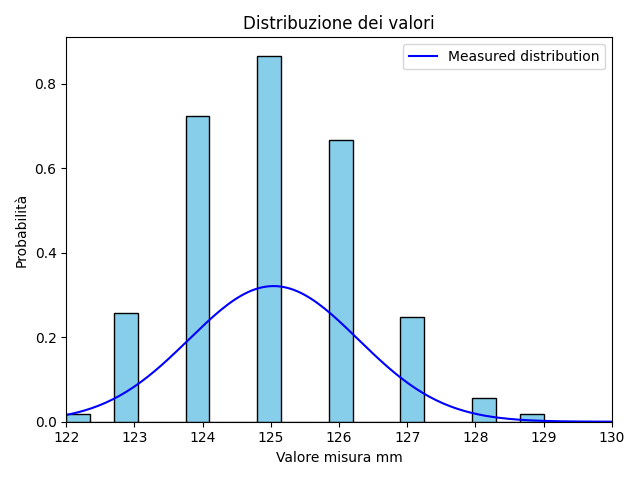 Distribuzione dei valori
Measured distribution
Probabilità
0.8
0.6
0.4
0.2
0.0
122 123 124 125 126 127 128 129 130
Valore misura mm